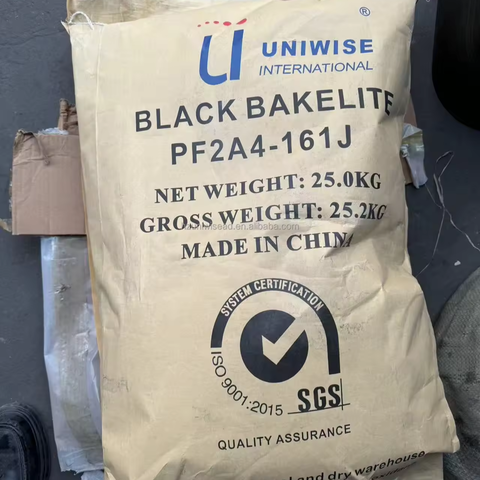 ®
UNIWISE
INTERNATIONAL
BLACK BAKELITE
PF2A4-161J
NET WEIGHT: 25.0KG
GROSS WEIGHT: 25.2KG
MADE IN CHINA
SYSTEM CERTIFICATION
ISO 9001:2015
SGS
QUALITY ASSURANCE
and dry warehouse